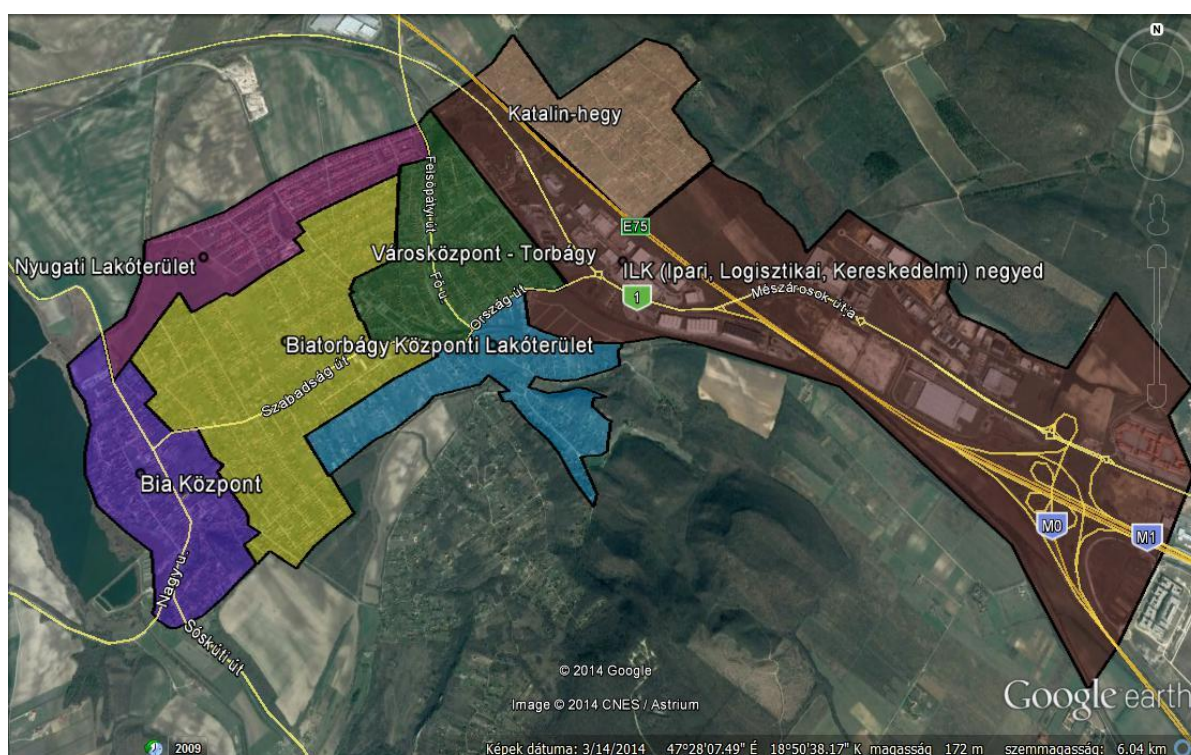 N
Katalin-hegy
Felsőpátyi út
E75
Városközpont - Torbágy
Nyugati Lakóterület
ILK (Ipari, Logisztikai, Kereskedelmi) negyed
Fő u.
1
Ország út
Mészárosok útja
Biatorbágy Központi Lakóterület
Szabadság út
Bia Központ
M0
M1
Nagy u.
Sóskúti út
© 2014 Google
Image © 2014 CNES / Astrium
Google earth
2009
Képek dátuma: 3/14/2014 47°28'07.49" É 18°50'38.17" K magasság 172 m szemmagasság: 6.04 km